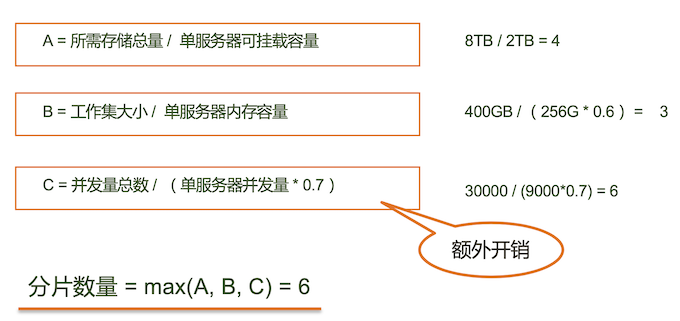 A = 所需存储总量 / 单服务器可挂载容量 8TB / 2TB = 4
B = 工作集大小 / 单服务器内存容量 400GB / （256G * 0.6） = 3
C = 并发量总数 / （单服务器并发量 * 0.7） 30000 / (9000*0.7) = 6
额外开销
分片数量 = max(A, B, C) = 6